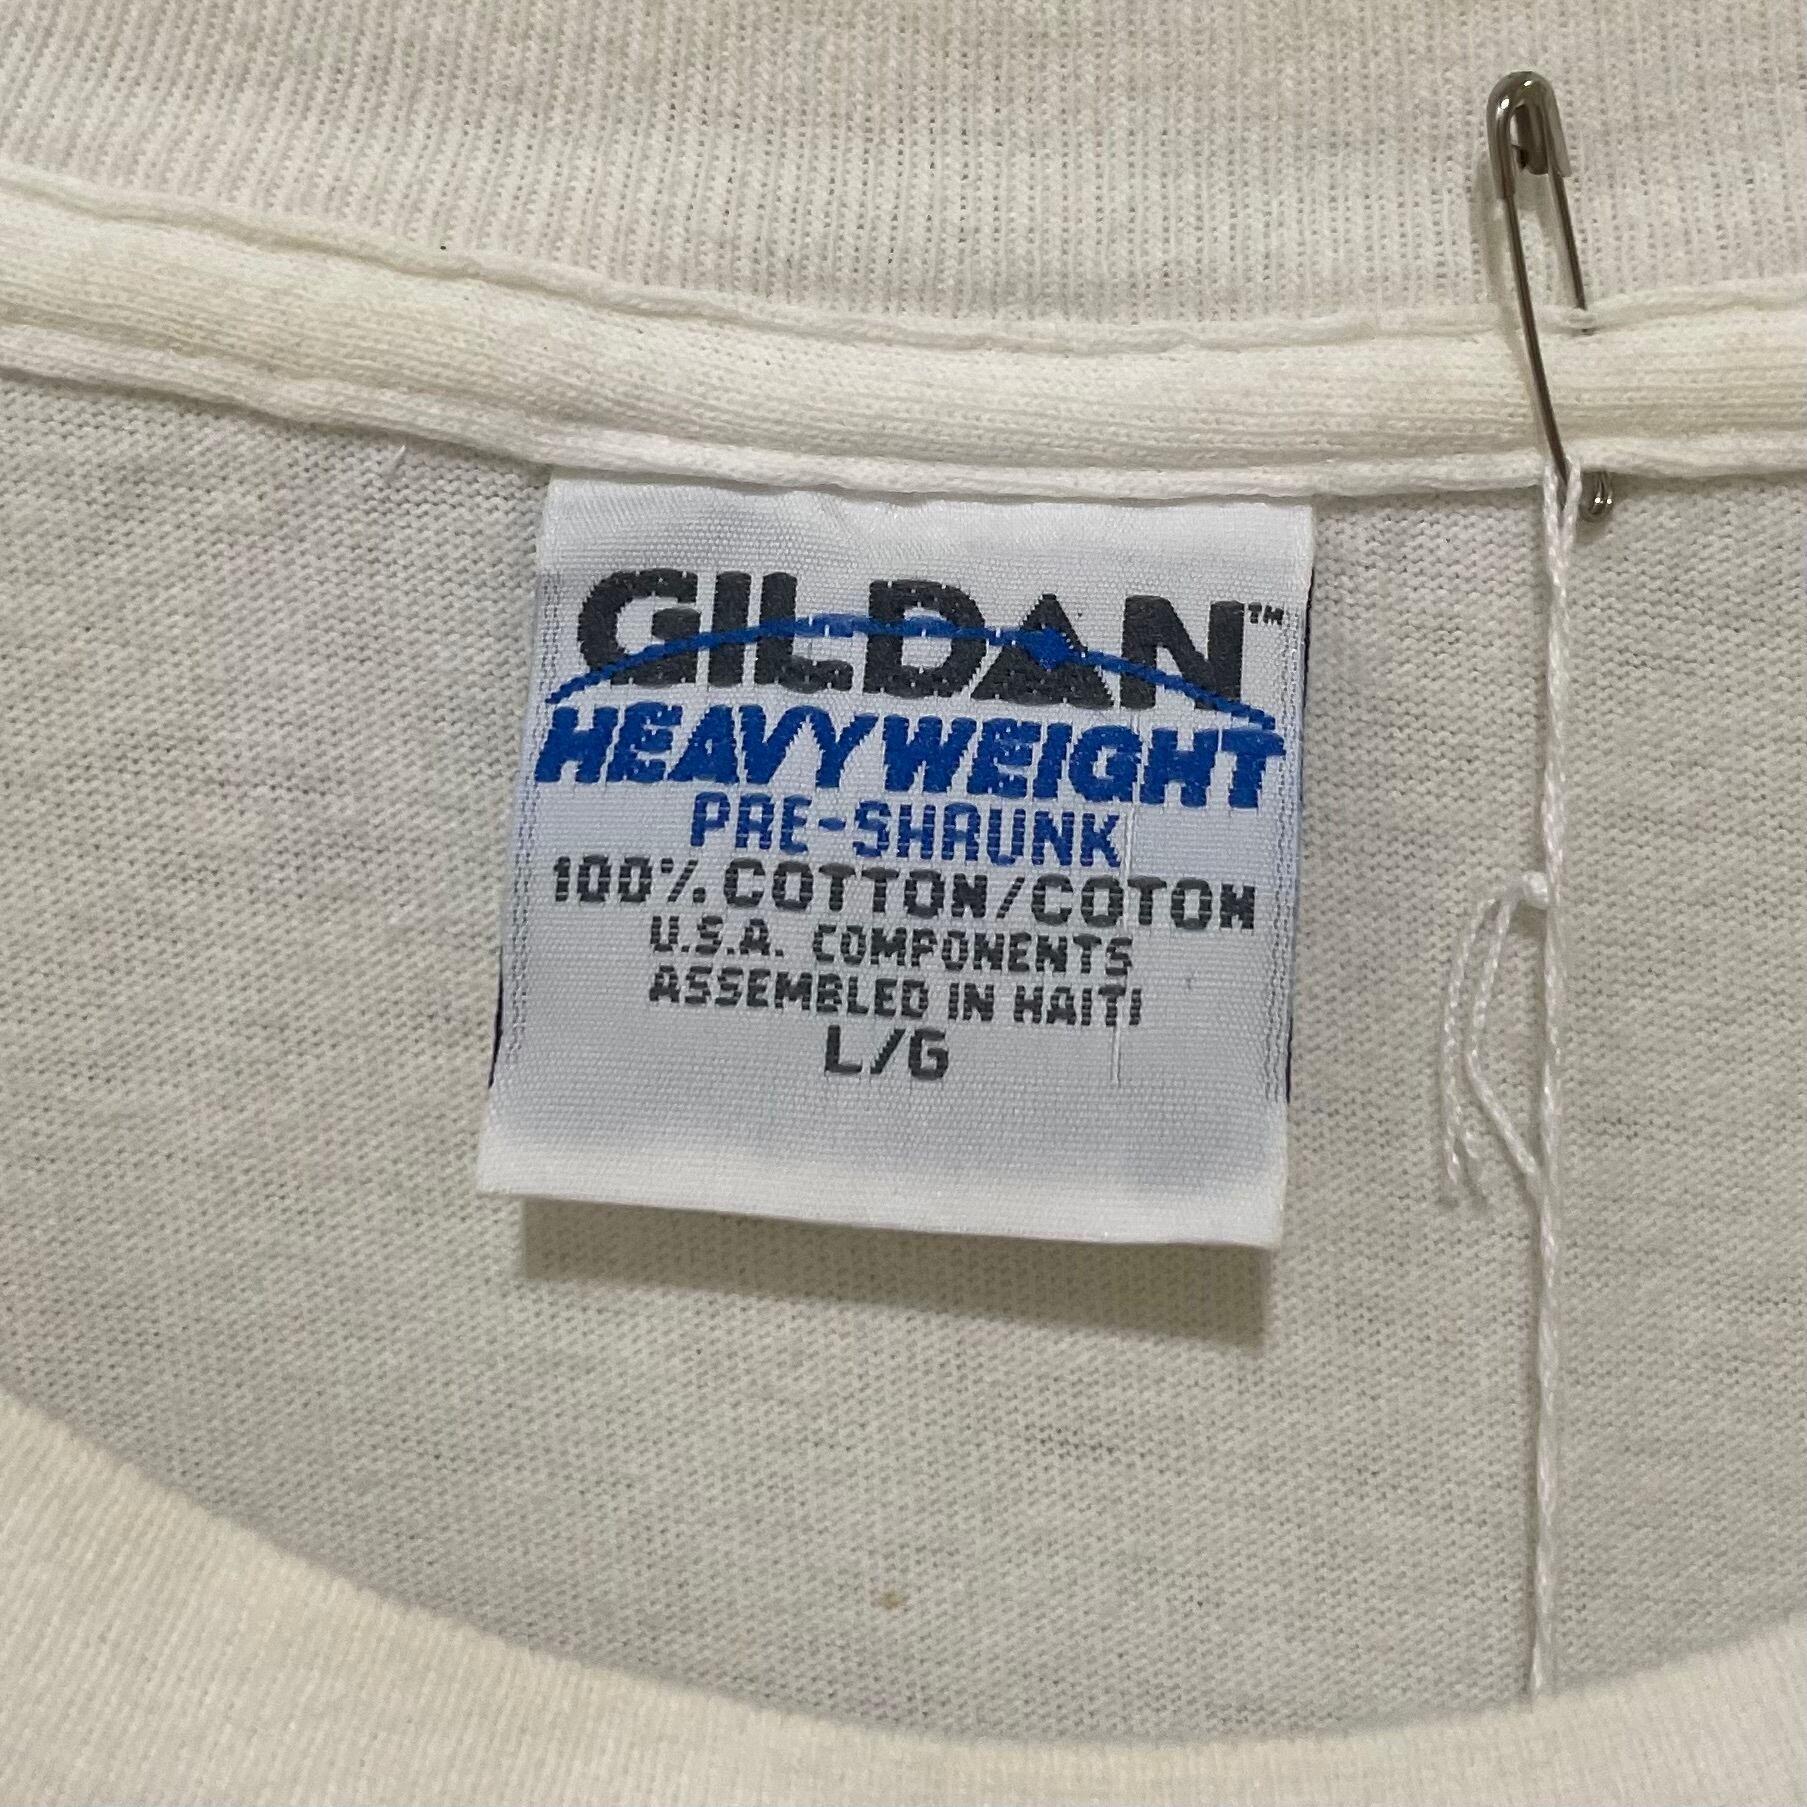 GILDAN™
HEAVYWEIGHT
PRE-SHRUNK
100% COTTON/COTON
U.S.A. COMPONENTS
ASSEMBLED IN HAITI
L/G